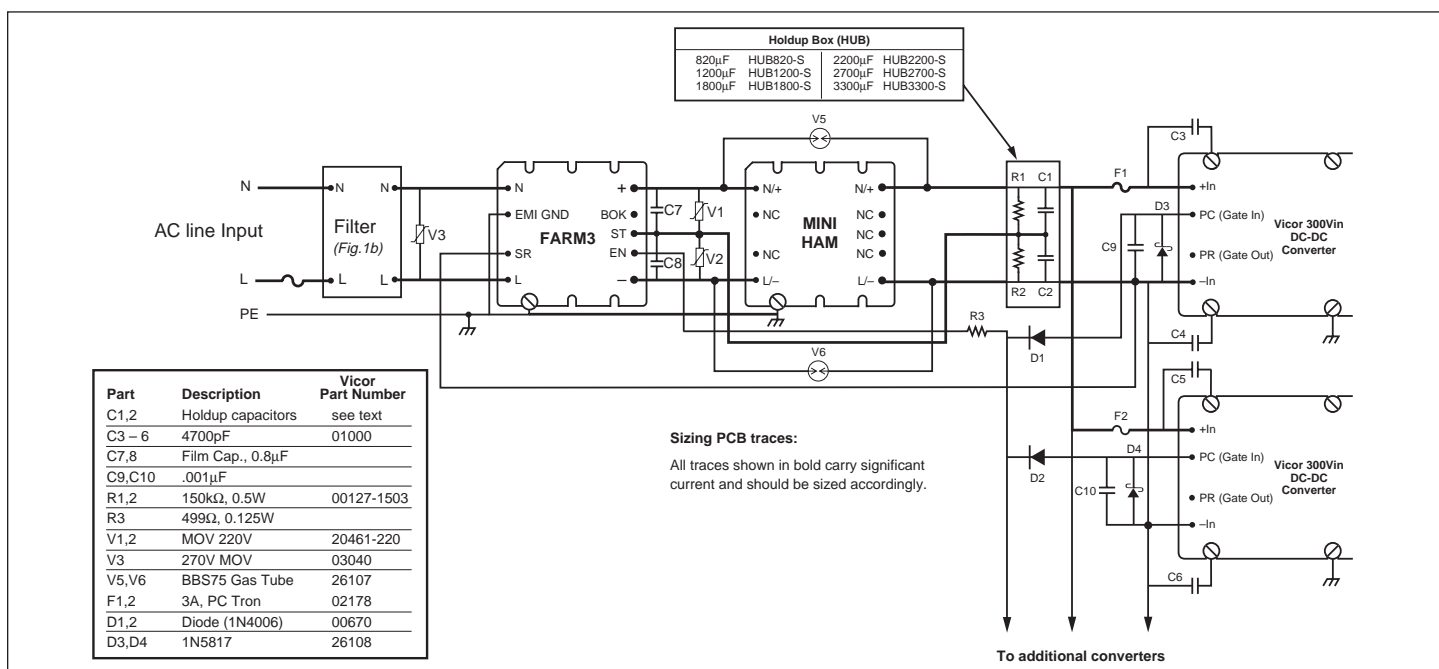 Holdup Box (HUB)
820µF HUB820-S 2200µF HUB2200-S
1200µF HUB1200-S 2700µF HUB2700-S
1800µF HUB1800-S 3300µF HUB3300-S
N
AC line Input
L
PE
N N
Filter
(Fig.1b)
L L
V3
N
EMI GND
SR
L
FARM3
+
BOK
ST
EN
–
C7
C8
V1
V2
V5
V6
N/+
NC
NC
L/–
MINI
HAM
N/+
NC
NC
NC
L/–
R1 C1
R2 C2
R3
D1
D2
F1
C3
C9
D3
C4
+In
PC (Gate In)
PR (Gate Out)
–In
Vicor 300Vin
DC-DC
Converter
F2
C5
C10
D4
C6
+In
PC (Gate In)
PR (Gate Out)
–In
Vicor 300Vin
DC-DC
Converter
To additional converters
Sizing PCB traces:
All traces shown in bold carry significant
current and should be sized accordingly.
Part Description Vicor
Part Number
C1,2 Holdup capacitors see text
C3 – 6 4700pF 01000
C7,8 Film Cap., 0.8µF
C9,C10 .001µF
R1,2 150kΩ, 0.5W 00127-1503
R3 499Ω, 0.125W
V1,2 MOV 220V 20461-220
V3 270V MOV 03040
V5,V6 BBS75 Gas Tube 26107
F1,2 3A, PC Tron 02178
D1,2 Diode (1N4006) 00670
D3,D4 1N5817 26108